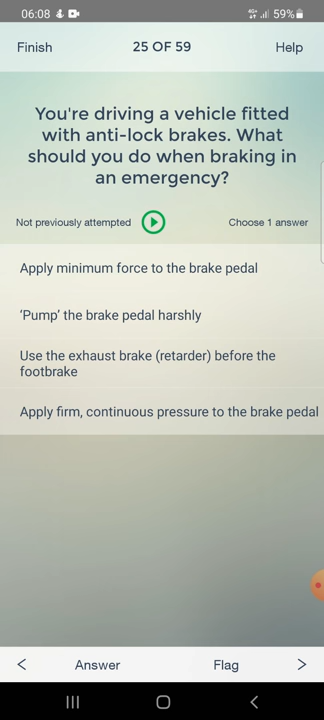 06:08 4G+ 59%
Finish 25 OF 59 Help
You're driving a vehicle fitted
with anti-lock brakes. What
should you do when braking in
an emergency?
Not previously attempted Choose 1 answer
Apply minimum force to the brake pedal
‘Pump’ the brake pedal harshly
Use the exhaust brake (retarder) before the
footbrake
Apply firm, continuous pressure to the brake pedal
< Answer Flag >